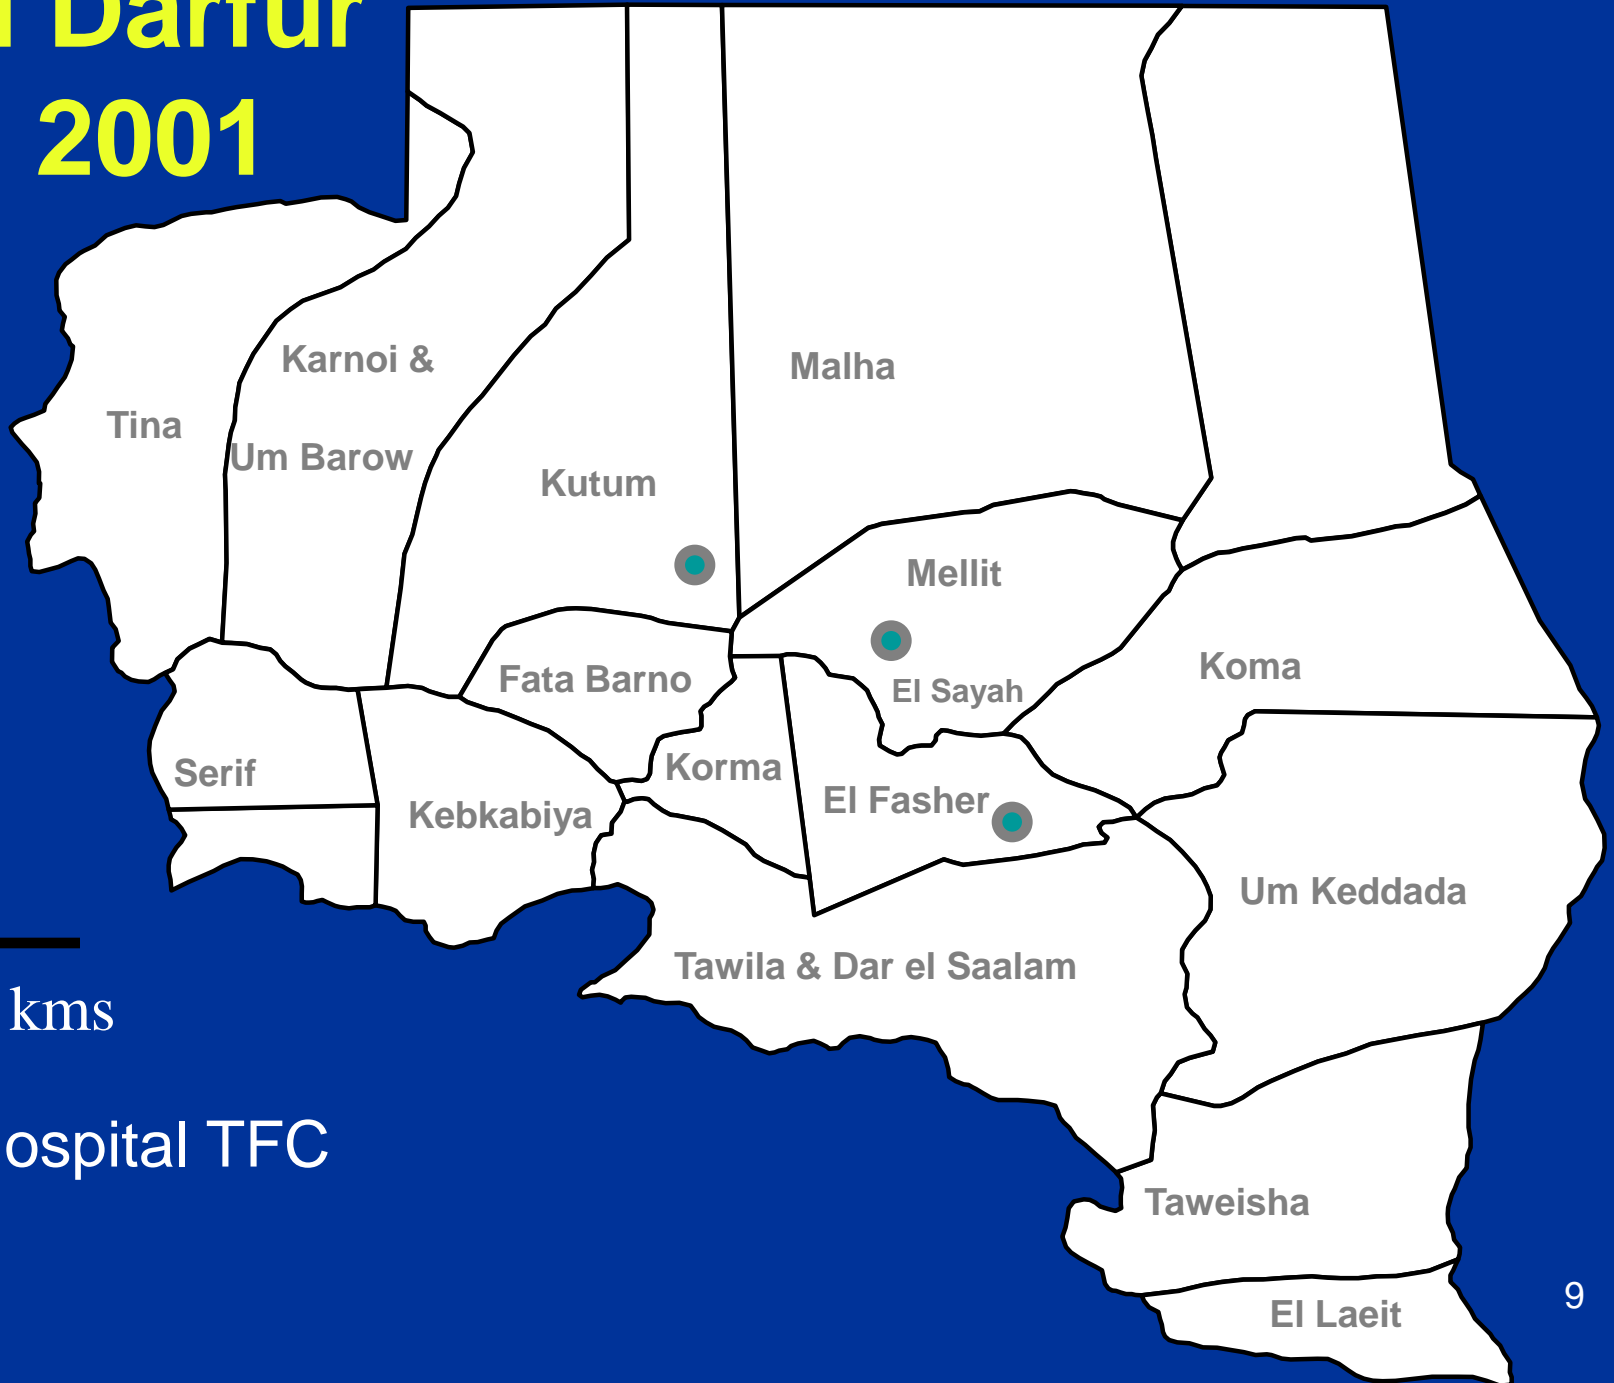 Darfur
2001
Karnoi &
Malha
Tina
Um Barow
Kutum
Mellit
Koma
Fata Barno
El Sayah
Serif
Korma
El Fasher
Kebkabiya
Um Keddada
Tawila & Dar el Saalam
kms
ospital TFC
Taweisha
9
El Laeit